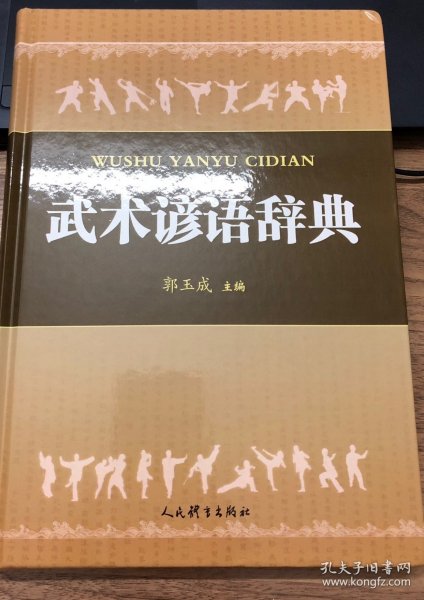 WUSHU YANYU CIDIAN
武术谚语辞典
郭玉成 主编
人民体育出版社
孔夫子旧书网
www.kongfz.com